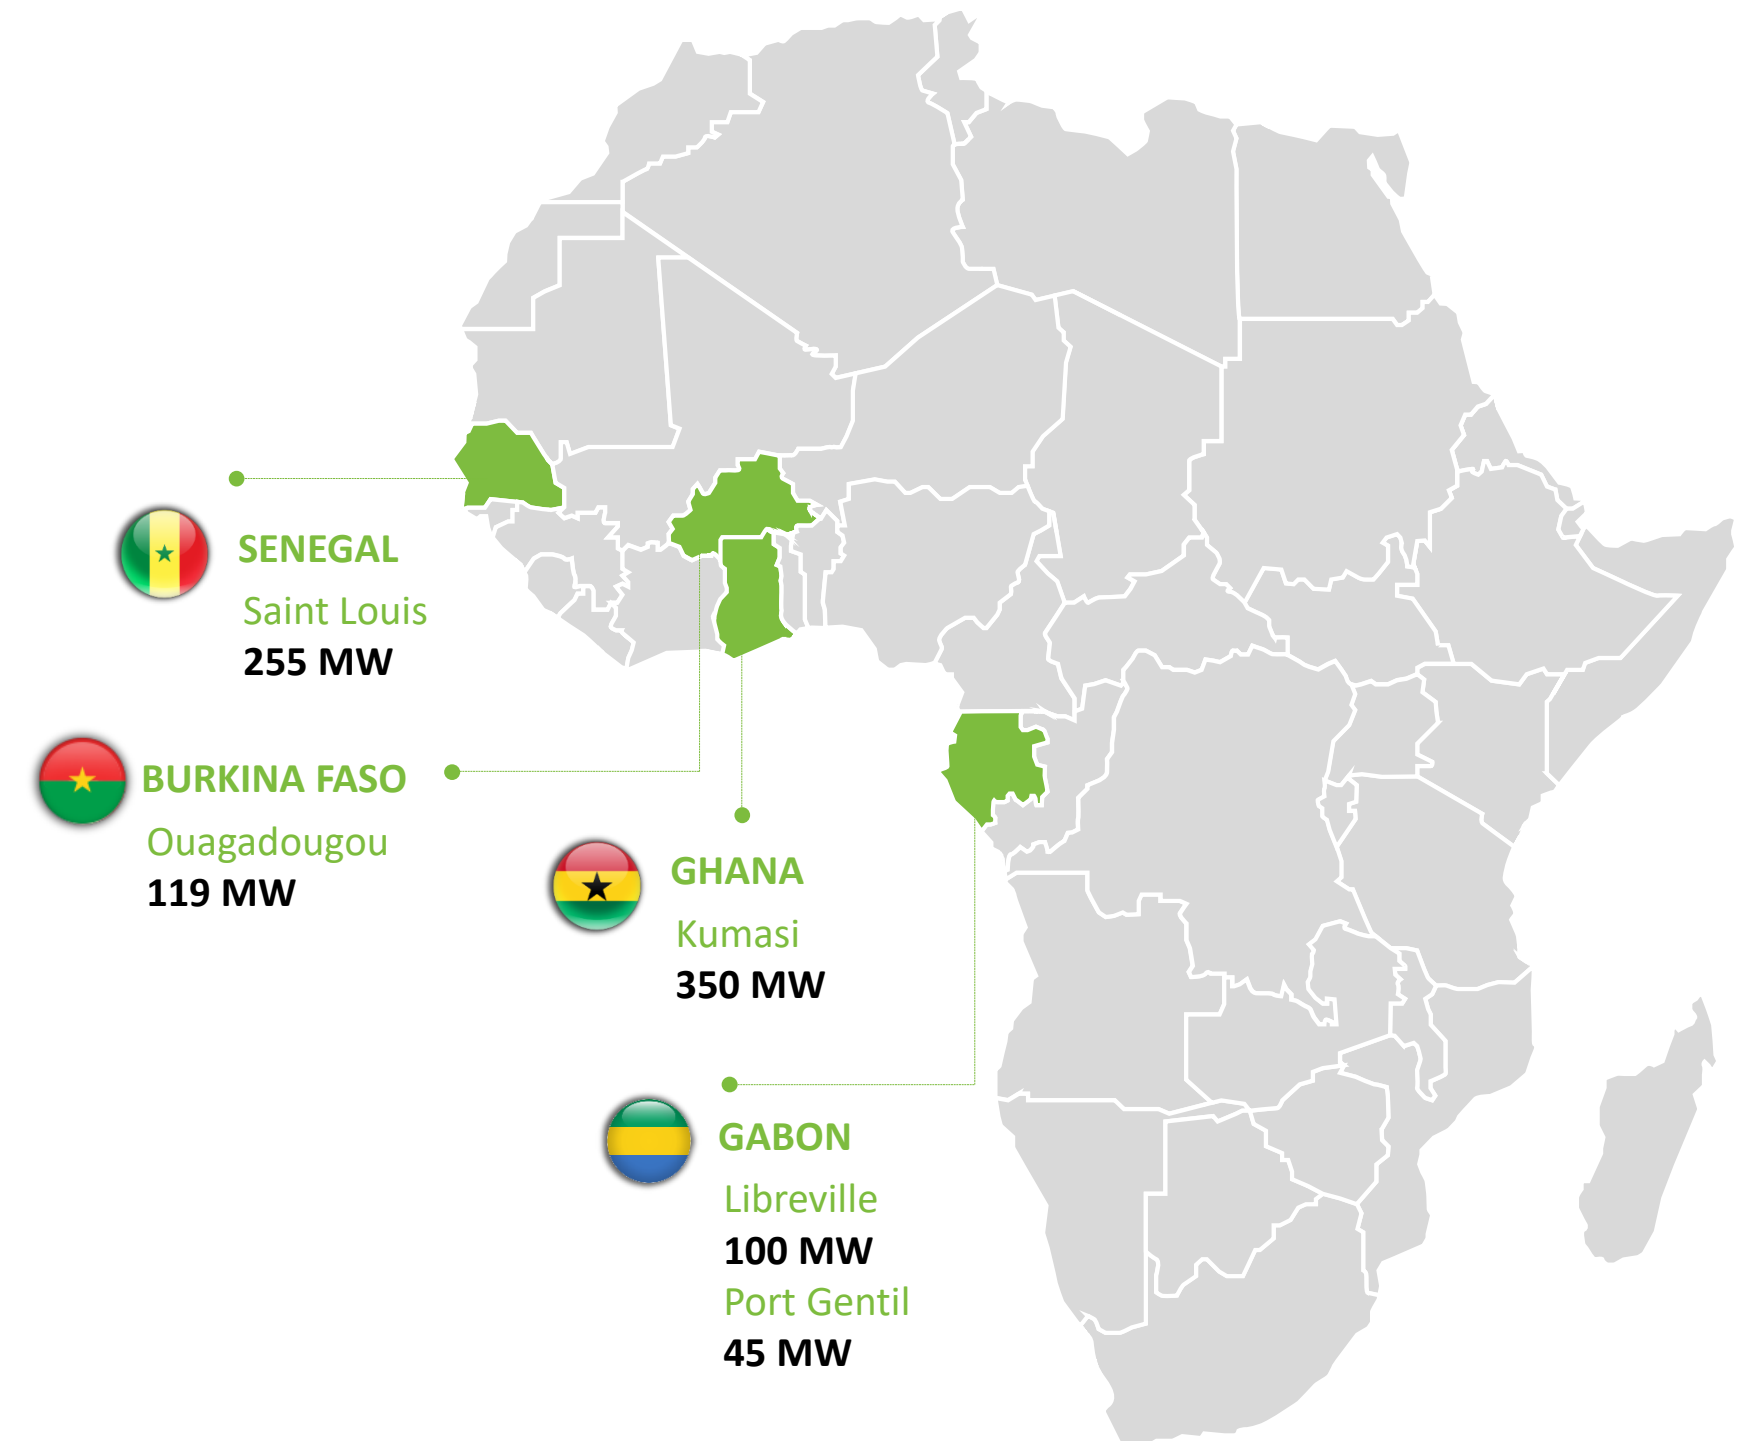 SENEGAL
Saint Louis
255 MW
BURKINA FASO
Ouagadougou
119 MW
GHANA
Kumasi
350 MW
GABON
Libreville
100 MW
Port Gentil
45 MW